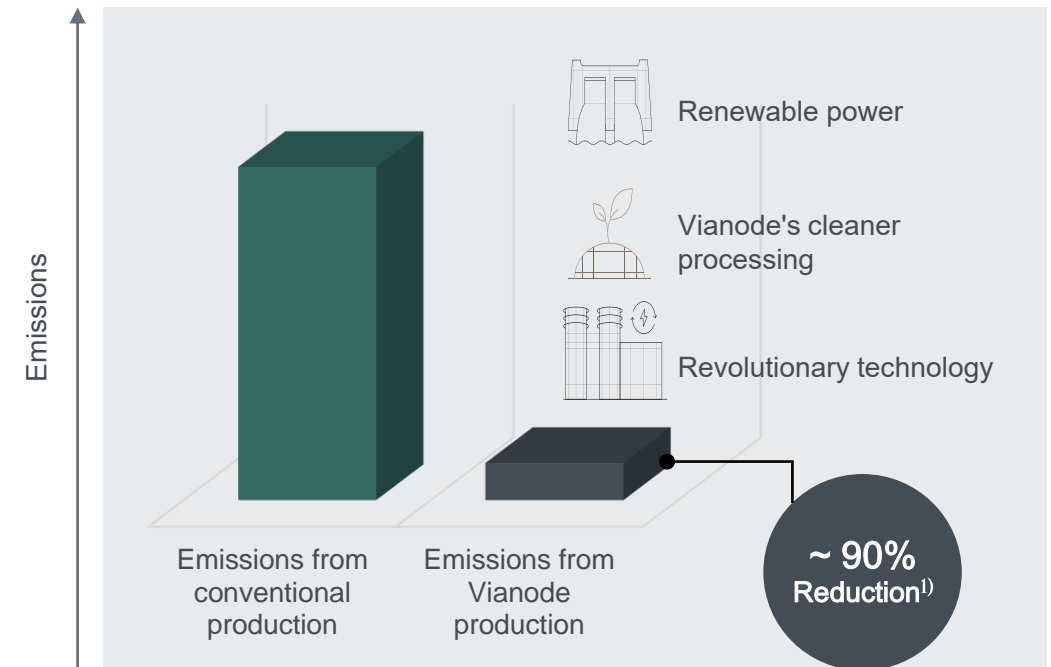 Renewable power
Vianode's cleaner
processing
Revolutionary technology
Emissions
Emissions from
conventional
production
Emissions from
Vianode
production
~ 90%
Reduction1)